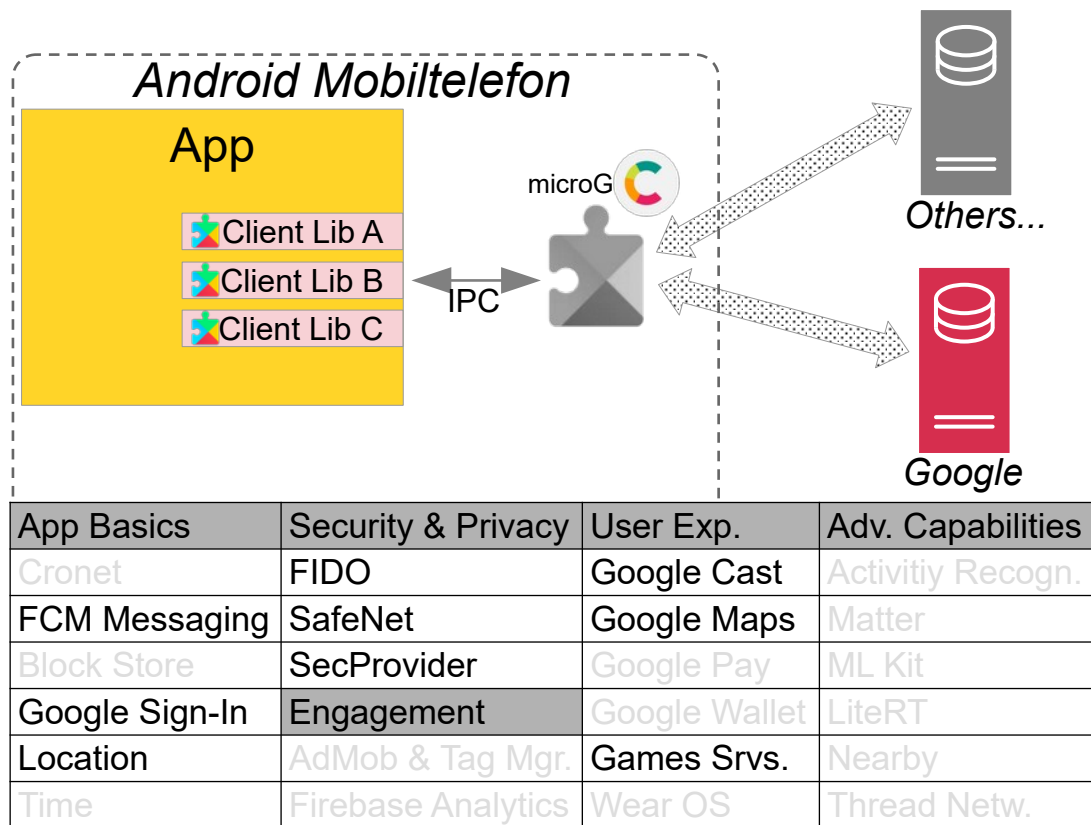 Android Mobiltelefon
App
microG
Client Lib A
Client Lib B
Client Lib C
IPC
Others...
Google
App Basics Security & Privacy User Exp. Adv. Capabilities
Cronet FIDO Google Cast Activitiy Recogn.
FCM Messaging SafeNet Google Maps Matter
Block Store SecProvider Google Pay ML Kit
Google Sign-In Engagement Google Wallet LiteRT
Location AdMob & Tag Mgr. Games Srvs. Nearby
Time Firebase Analytics Wear OS Thread Netw.